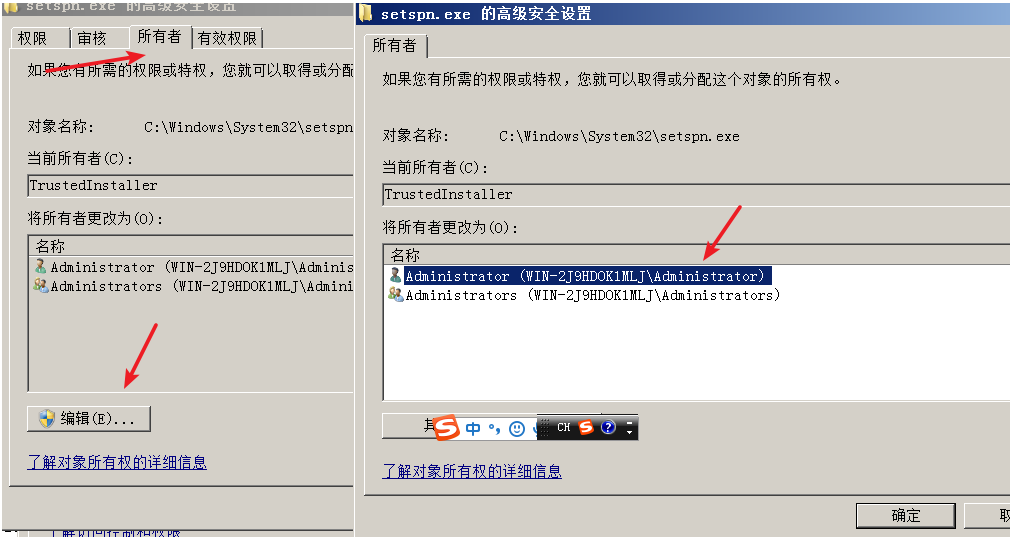 setspn.exe 的高级安全设置
权限 审核 所有者 有效权限
如果您有所需的权限或特权，您就可以取得或分配
对象名称: C:\Windows\System32\setspn
当前所有者(C):
TrustedInstaller
将所有者更改为(O):
名称
Administrator (WIN-2J9HDOK1MLJ\Adminis
Administrators (WIN-2J9HDOK1MLJ\Admini
编辑(E)...
了解对象所有权的详细信息
了解访问控制和权限
setspn.exe 的高级安全设置
所有者
如果您有所需的权限或特权，您就可以取得或分配这个对象的所有权。
对象名称: C:\Windows\System32\setspn.exe
当前所有者(C):
TrustedInstaller
将所有者更改为(O):
名称
Administrator (WIN-2J9HDOK1MLJ\Administrator)
Administrators (WIN-2J9HDOK1MLJ\Administrators)
中 CH
了解对象所有权的详细信息
确定